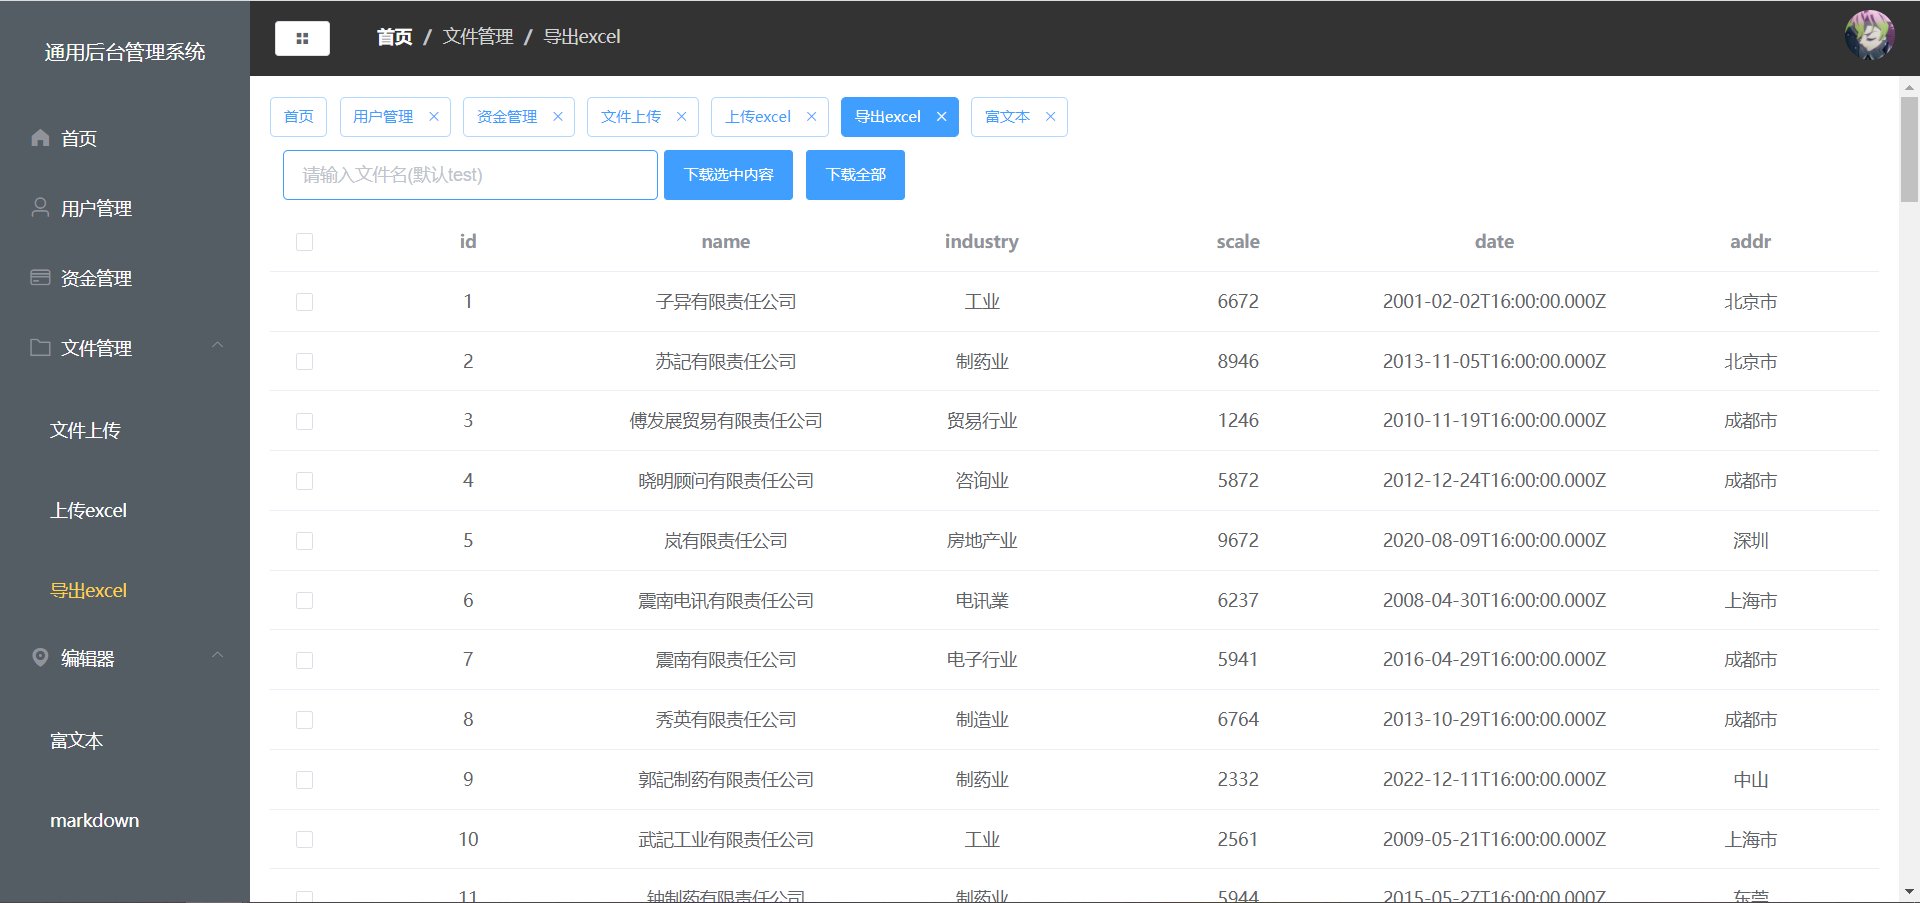 通用后台管理系统
首页
用户管理
资金管理
文件管理
文件上传
上传excel
导出excel
编辑器
富文本
markdown
首页 / 文件管理 / 导出excel
首页 用户管理 资金管理 文件上传 上传excel 导出excel 富文本
请输入文件名(默认test) 下载选中内容 下载全部
id name industry scale date addr
1 子异有限责任公司 工业 6672 2001-02-02T16:00:00.000Z 北京市
2 苏記有限责任公司 制药业 8946 2013-11-05T16:00:00.000Z 北京市
3 傅发展贸易有限责任公司 贸易行业 1246 2010-11-19T16:00:00.000Z 成都市
4 晓明顾问有限责任公司 咨询业 5872 2012-12-24T16:00:00.000Z 成都市
5 岚有限责任公司 房地产业 9672 2020-08-09T16:00:00.000Z 深圳
6 震南电讯有限责任公司 电讯業 6237 2008-04-30T16:00:00.000Z 上海市
7 震南有限责任公司 电子行业 5941 2016-04-29T16:00:00.000Z 成都市
8 秀英有限责任公司 制造业 6764 2013-10-29T16:00:00.000Z 成都市
9 郭記制药有限责任公司 制药业 2332 2022-12-11T16:00:00.000Z 中山
10 武記工业有限责任公司 工业 2561 2009-05-21T16:00:00.000Z 上海市
11 钟制药有限责任公司 制药业 5944 2015-05-27T16:00:00.000Z 东莞